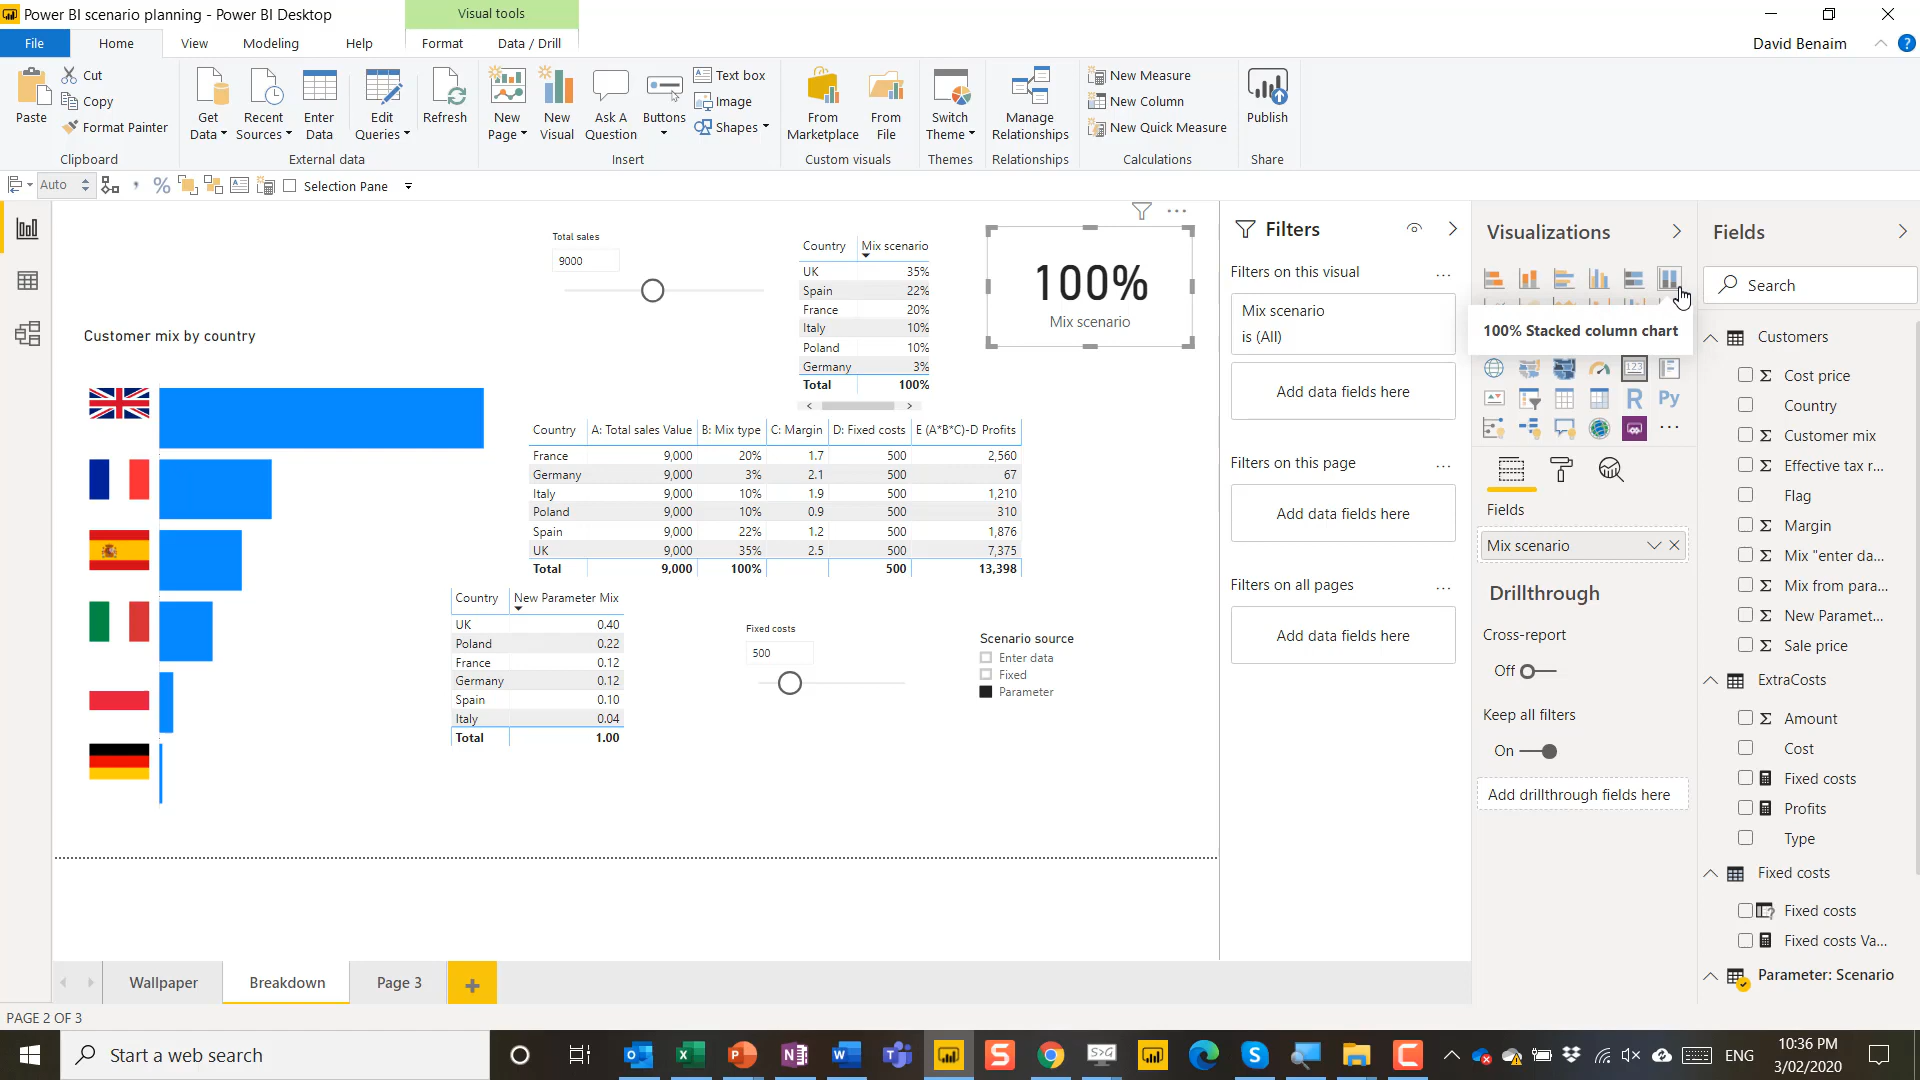 Power BI scenario planning - Power BI Desktop
Visual tools
File
Home
View
Modeling
Help
Format
Data / Drill
David Benaim
Paste
Cut
Copy
Format Painter
Clipboard
Get Data
Recent Sources
Enter Data
Edit Queries
Refresh
External data
New Page
New Visual
Ask A Question
Buttons
Text box
Image
Shapes
Insert
From Marketplace
From File
Custom visuals
Switch Theme
Themes
Manage Relationships
Relationships
New Measure
New Column
New Quick Measure
Calculations
Publish
Share
Auto
Selection Pane
Total sales
9000
Country Mix scenario
UK 35%
Spain 22%
France 20%
Italy 10%
Poland 10%
Germany 3%
Total 100%
100%
Mix scenario
Customer mix by country
Country A: Total sales Value B: Mix type C: Margin D: Fixed costs E (A*B*C)-D Profits
France 9,000 20% 1.7 500 2,560
Germany 9,000 3% 2.1 500 67
Italy 9,000 10% 1.9 500 1,210
Poland 9,000 10% 0.9 500 310
Spain 9,000 22% 1.2 500 1,876
UK 9,000 35% 2.5 500 7,375
Total 9,000 100% 500 13,398
Country New Parameter Mix
UK 0.40
Poland 0.22
France 0.12
Germany 0.12
Spain 0.10
Italy 0.04
Total 1.00
Fixed costs
500
Scenario source
Enter data
Fixed
Parameter
Filters
Filters on this visual
...
Mix scenario
is (All)
Add data fields here
Filters on this page
...
Add data fields here
Filters on all pages
...
Add data fields here
Visualizations
100% Stacked column chart
123
R
Py
...
Fields
Mix scenario
Drillthrough
Cross-report
Off
Keep all filters
On
Add drillthrough fields here
Fields
Search
Customers
Cost price
Country
Customer mix
Effective tax r...
Flag
Margin
Mix "enter da...
Mix from para...
New Paramet...
Sale price
ExtraCosts
Amount
Cost
Fixed costs
Profits
Type
Fixed costs
Fixed costs
Fixed costs Va...
Parameter: Scenario
Wallpaper
Breakdown
Page 3
PAGE 2 OF 3
Start a web search
ENG
10:36 PM
3/02/2020